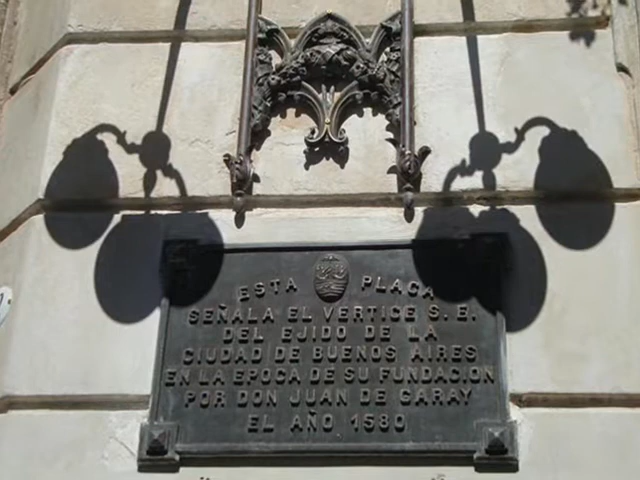 ESTA PLACA
SEÑALA EL VERTICE S.E.
DEL EJIDO DE LA
CIUDAD DE BUENOS AIRES
EN LA EPOCA DE SU FUNDACION
POR DON JUAN DE GARAY
EL AÑO 1580